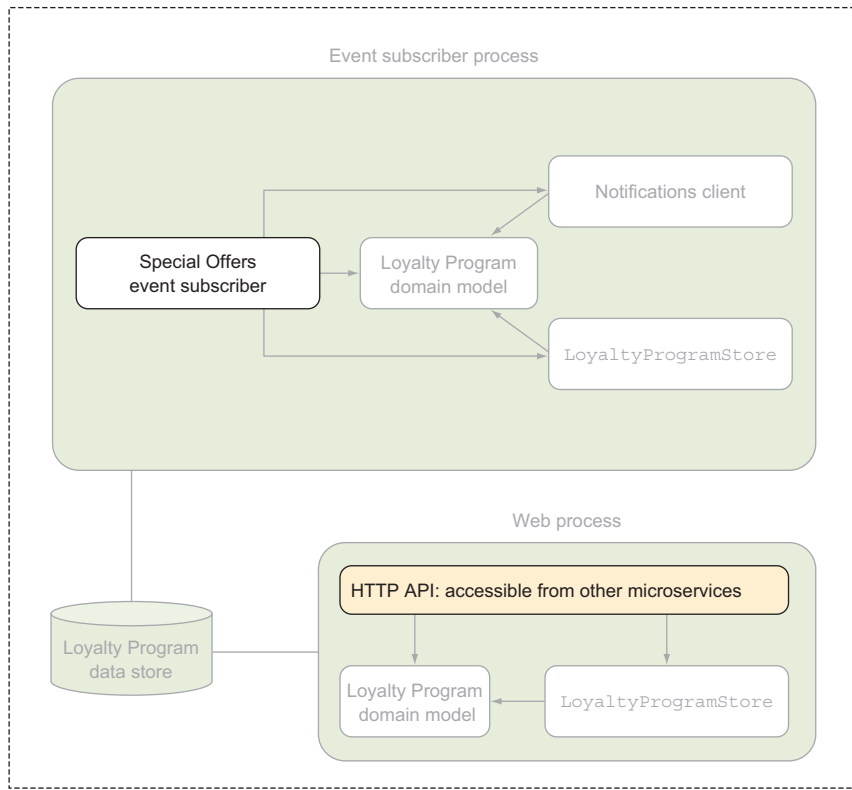 Event subscriber process
Notifications client
Special Offers
event subscriber
Loyalty Program
domain model
LoyaltyProgramStore
Web process
HTTP API: accessible from other microservices
Loyalty Program
data store
Loyalty Program
domain model
LoyaltyProgramStore